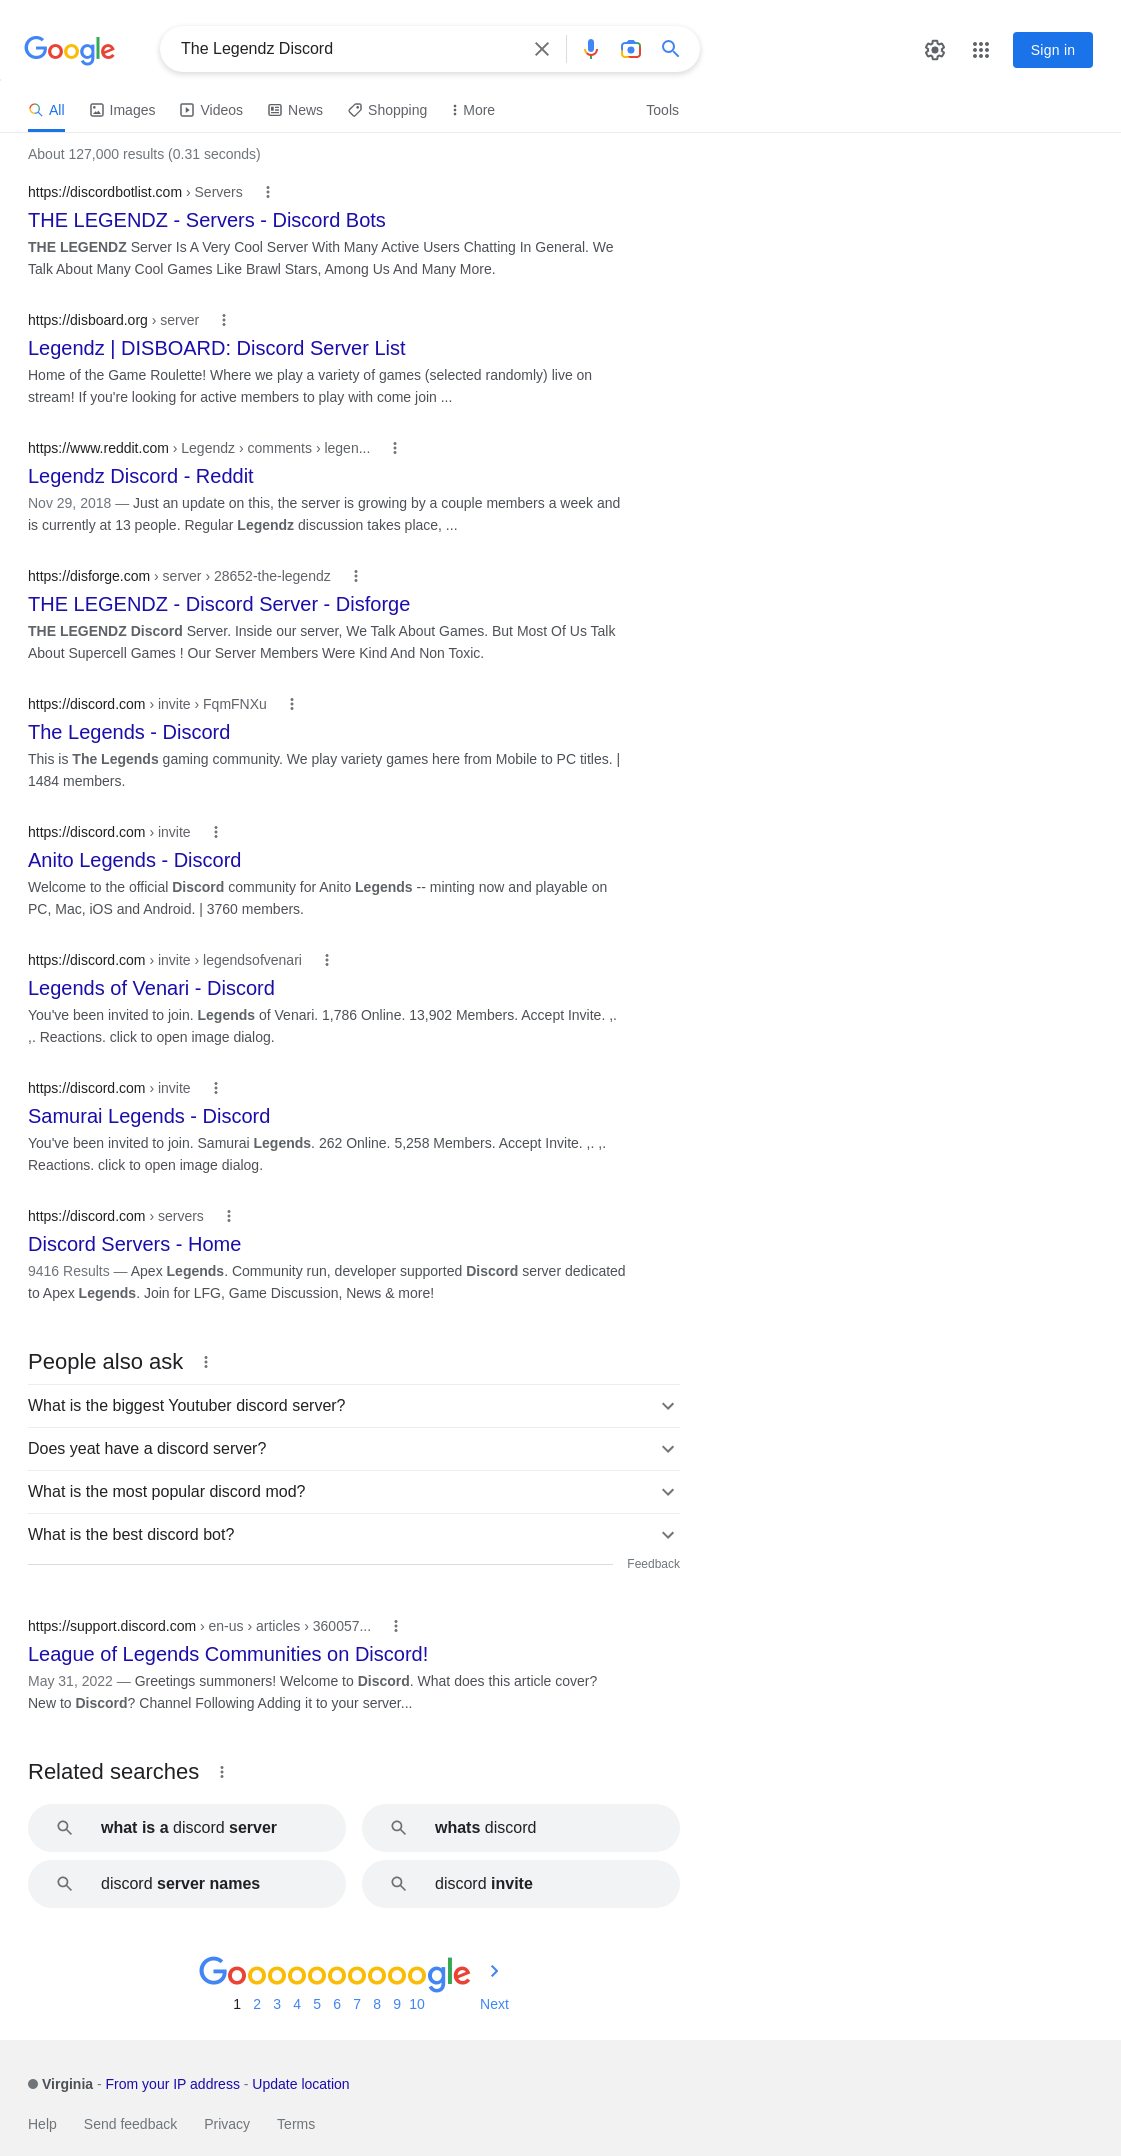 Google
The Legendz Discord
Sign in
All Images Videos News Shopping More Tools
About 127,000 results (0.31 seconds)
https://discordbotlist.com › Servers
THE LEGENDZ - Servers - Discord Bots
THE LEGENDZ Server Is A Very Cool Server With Many Active Users Chatting In General. We
Talk About Many Cool Games Like Brawl Stars, Among Us And Many More.
https://disboard.org › server
Legendz | DISBOARD: Discord Server List
Home of the Game Roulette! Where we play a variety of games (selected randomly) live on
stream! If you're looking for active members to play with come join ...
https://www.reddit.com › Legendz › comments › legen...
Legendz Discord - Reddit
Nov 29, 2018 — Just an update on this, the server is growing by a couple members a week and
is currently at 13 people. Regular Legendz discussion takes place, ...
https://disforge.com › server › 28652-the-legendz
THE LEGENDZ - Discord Server - Disforge
THE LEGENDZ Discord Server. Inside our server, We Talk About Games. But Most Of Us Talk
About Supercell Games ! Our Server Members Were Kind And Non Toxic.
https://discord.com › invite › FqmFNXu
The Legends - Discord
This is The Legends gaming community. We play variety games here from Mobile to PC titles. |
1484 members.
https://discord.com › invite
Anito Legends - Discord
Welcome to the official Discord community for Anito Legends -- minting now and playable on
PC, Mac, iOS and Android. | 3760 members.
https://discord.com › invite › legendsofvenari
Legends of Venari - Discord
You've been invited to join. Legends of Venari. 1,786 Online. 13,902 Members. Accept Invite. ,.
,. Reactions. click to open image dialog.
https://discord.com › invite
Samurai Legends - Discord
You've been invited to join. Samurai Legends. 262 Online. 5,258 Members. Accept Invite. ,. ,.
Reactions. click to open image dialog.
https://discord.com › servers
Discord Servers - Home
9416 Results — Apex Legends. Community run, developer supported Discord server dedicated
to Apex Legends. Join for LFG, Game Discussion, News & more!
People also ask
What is the biggest Youtuber discord server?
Does yeat have a discord server?
What is the most popular discord mod?
What is the best discord bot?
Feedback
https://support.discord.com › en-us › articles › 360057...
League of Legends Communities on Discord!
May 31, 2022 — Greetings summoners! Welcome to Discord. What does this article cover?
New to Discord? Channel Following Adding it to your server...
Related searches
what is a discord server
whats discord
discord server names
discord invite
Goooooooooogle
1 2 3 4 5 6 7 8 9 10 Next
Virginia - From your IP address - Update location
Help Send feedback Privacy Terms